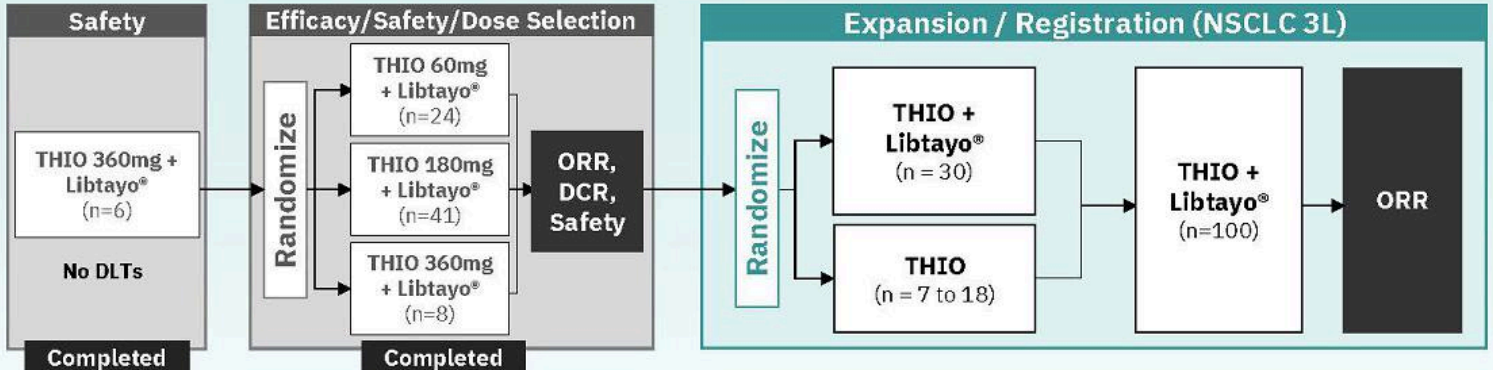 Safety
THIO 360mg +
Libtayo®
(n=6)
No DLTs
Completed
Efficacy/Safety/Dose Selection
Randomize
THIO 60mg
+ Libtayo®
(n=24)
THIO 180mg
+ Libtayo®
(n=41)
THIO 360mg
+ Libtayo®
(n=8)
ORR,
DCR,
Safety
Completed
Expansion / Registration (NSCLC 3L)
Randomize
THIO +
Libtayo®
(n = 30)
THIO
(n = 7 to 18)
THIO +
Libtayo®
(n=100)
ORR